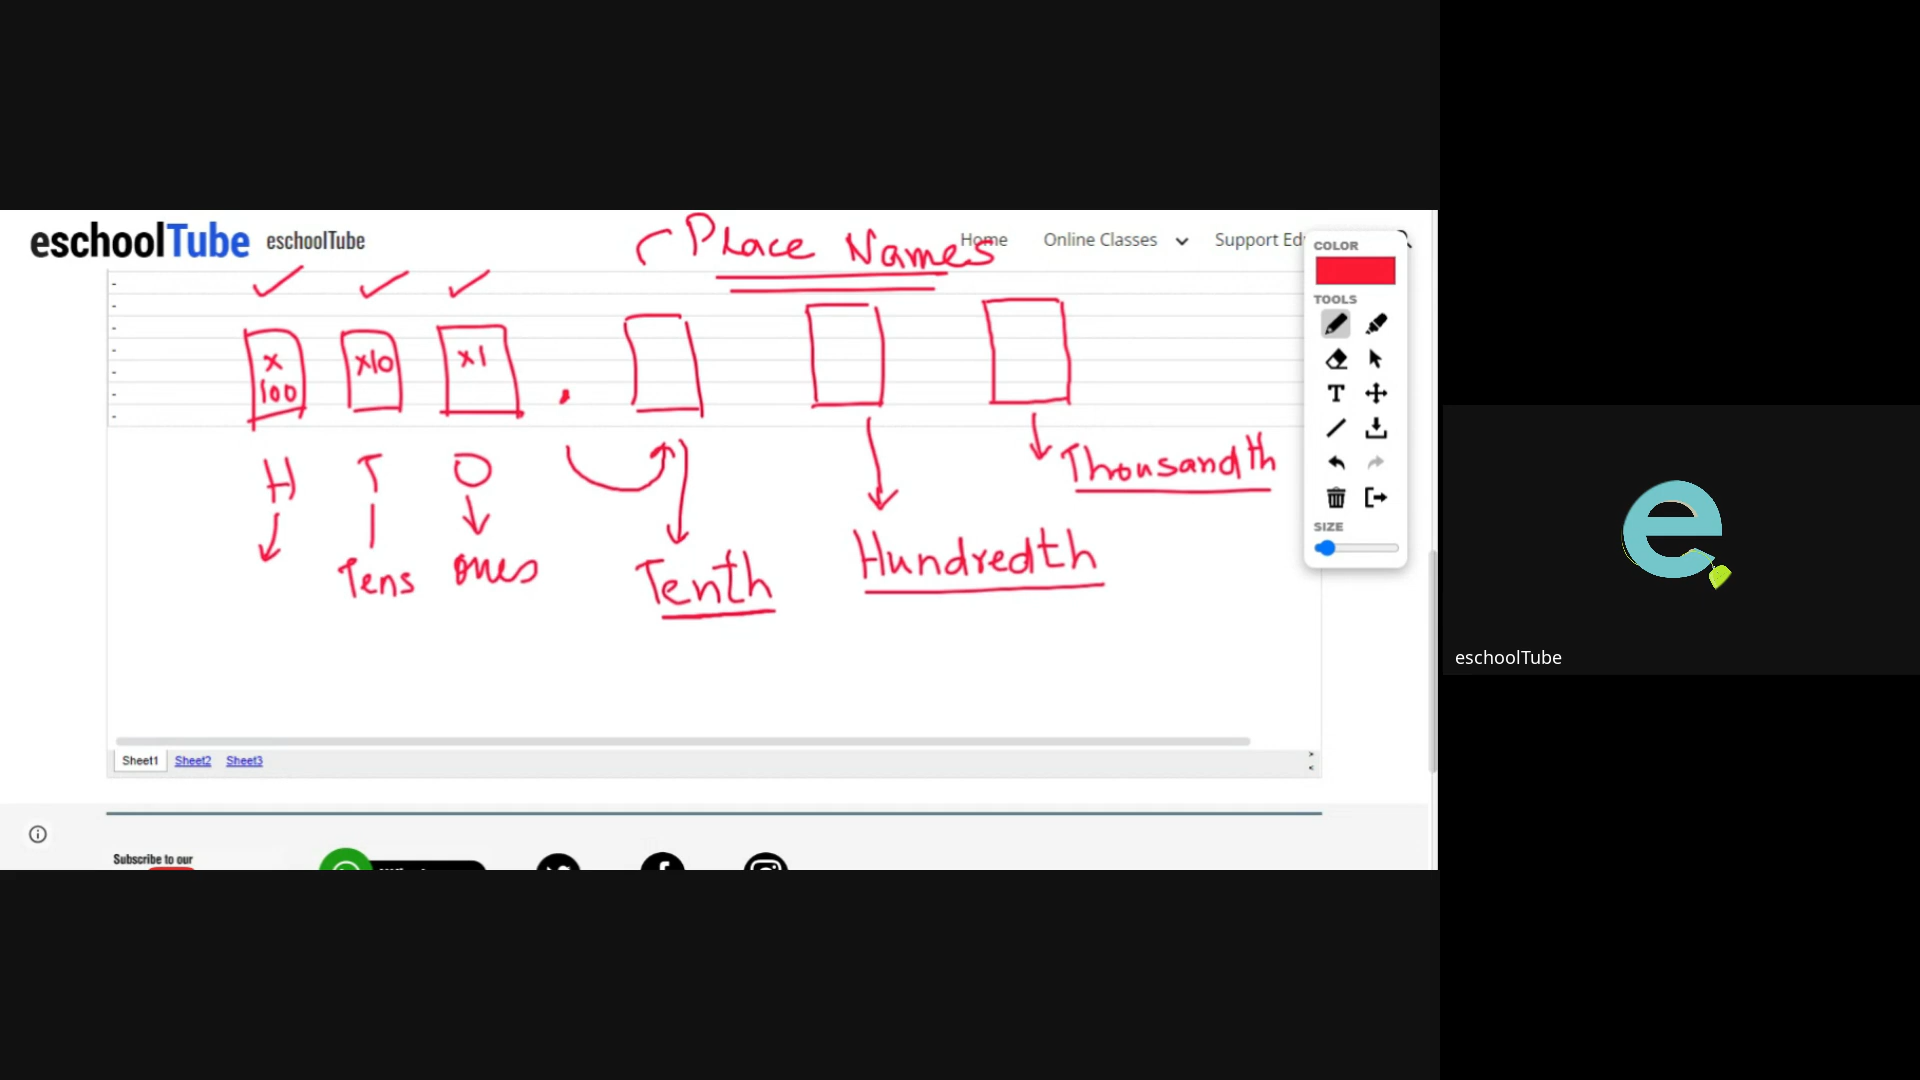 eschoolTube eschoolTube
Place Names
Home Online Classes Support Ed
x 100 x10 x1 .
H T O
Tens ones
Tenth Hundredth Thousandth
COLOR
TOOLS
T
SIZE
Sheet1 Sheet2 Sheet3
Subscribe to our
e
eschoolTube